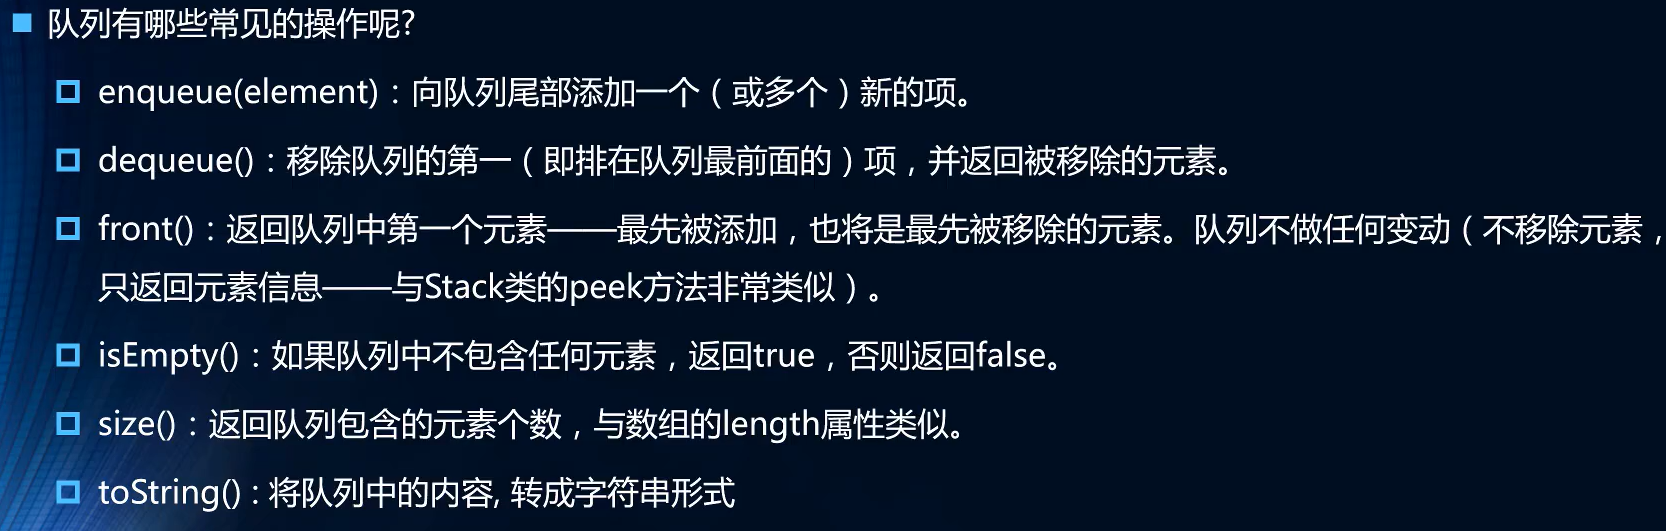 队列有哪些常见的操作呢?
enqueue(element)：向队列尾部添加一个（或多个）新的项。
dequeue()：移除队列的第一（即排在队列最前面的）项，并返回被移除的元素。
front()：返回队列中第一个元素——最先被添加，也将是最先被移除的元素。队列不做任何变动（不移除元素，
只返回元素信息——与Stack类的peek方法非常类似）。
isEmpty()：如果队列中不包含任何元素，返回true，否则返回false。
size()：返回队列包含的元素个数，与数组的length属性类似。
toString()：将队列中的内容, 转成字符串形式